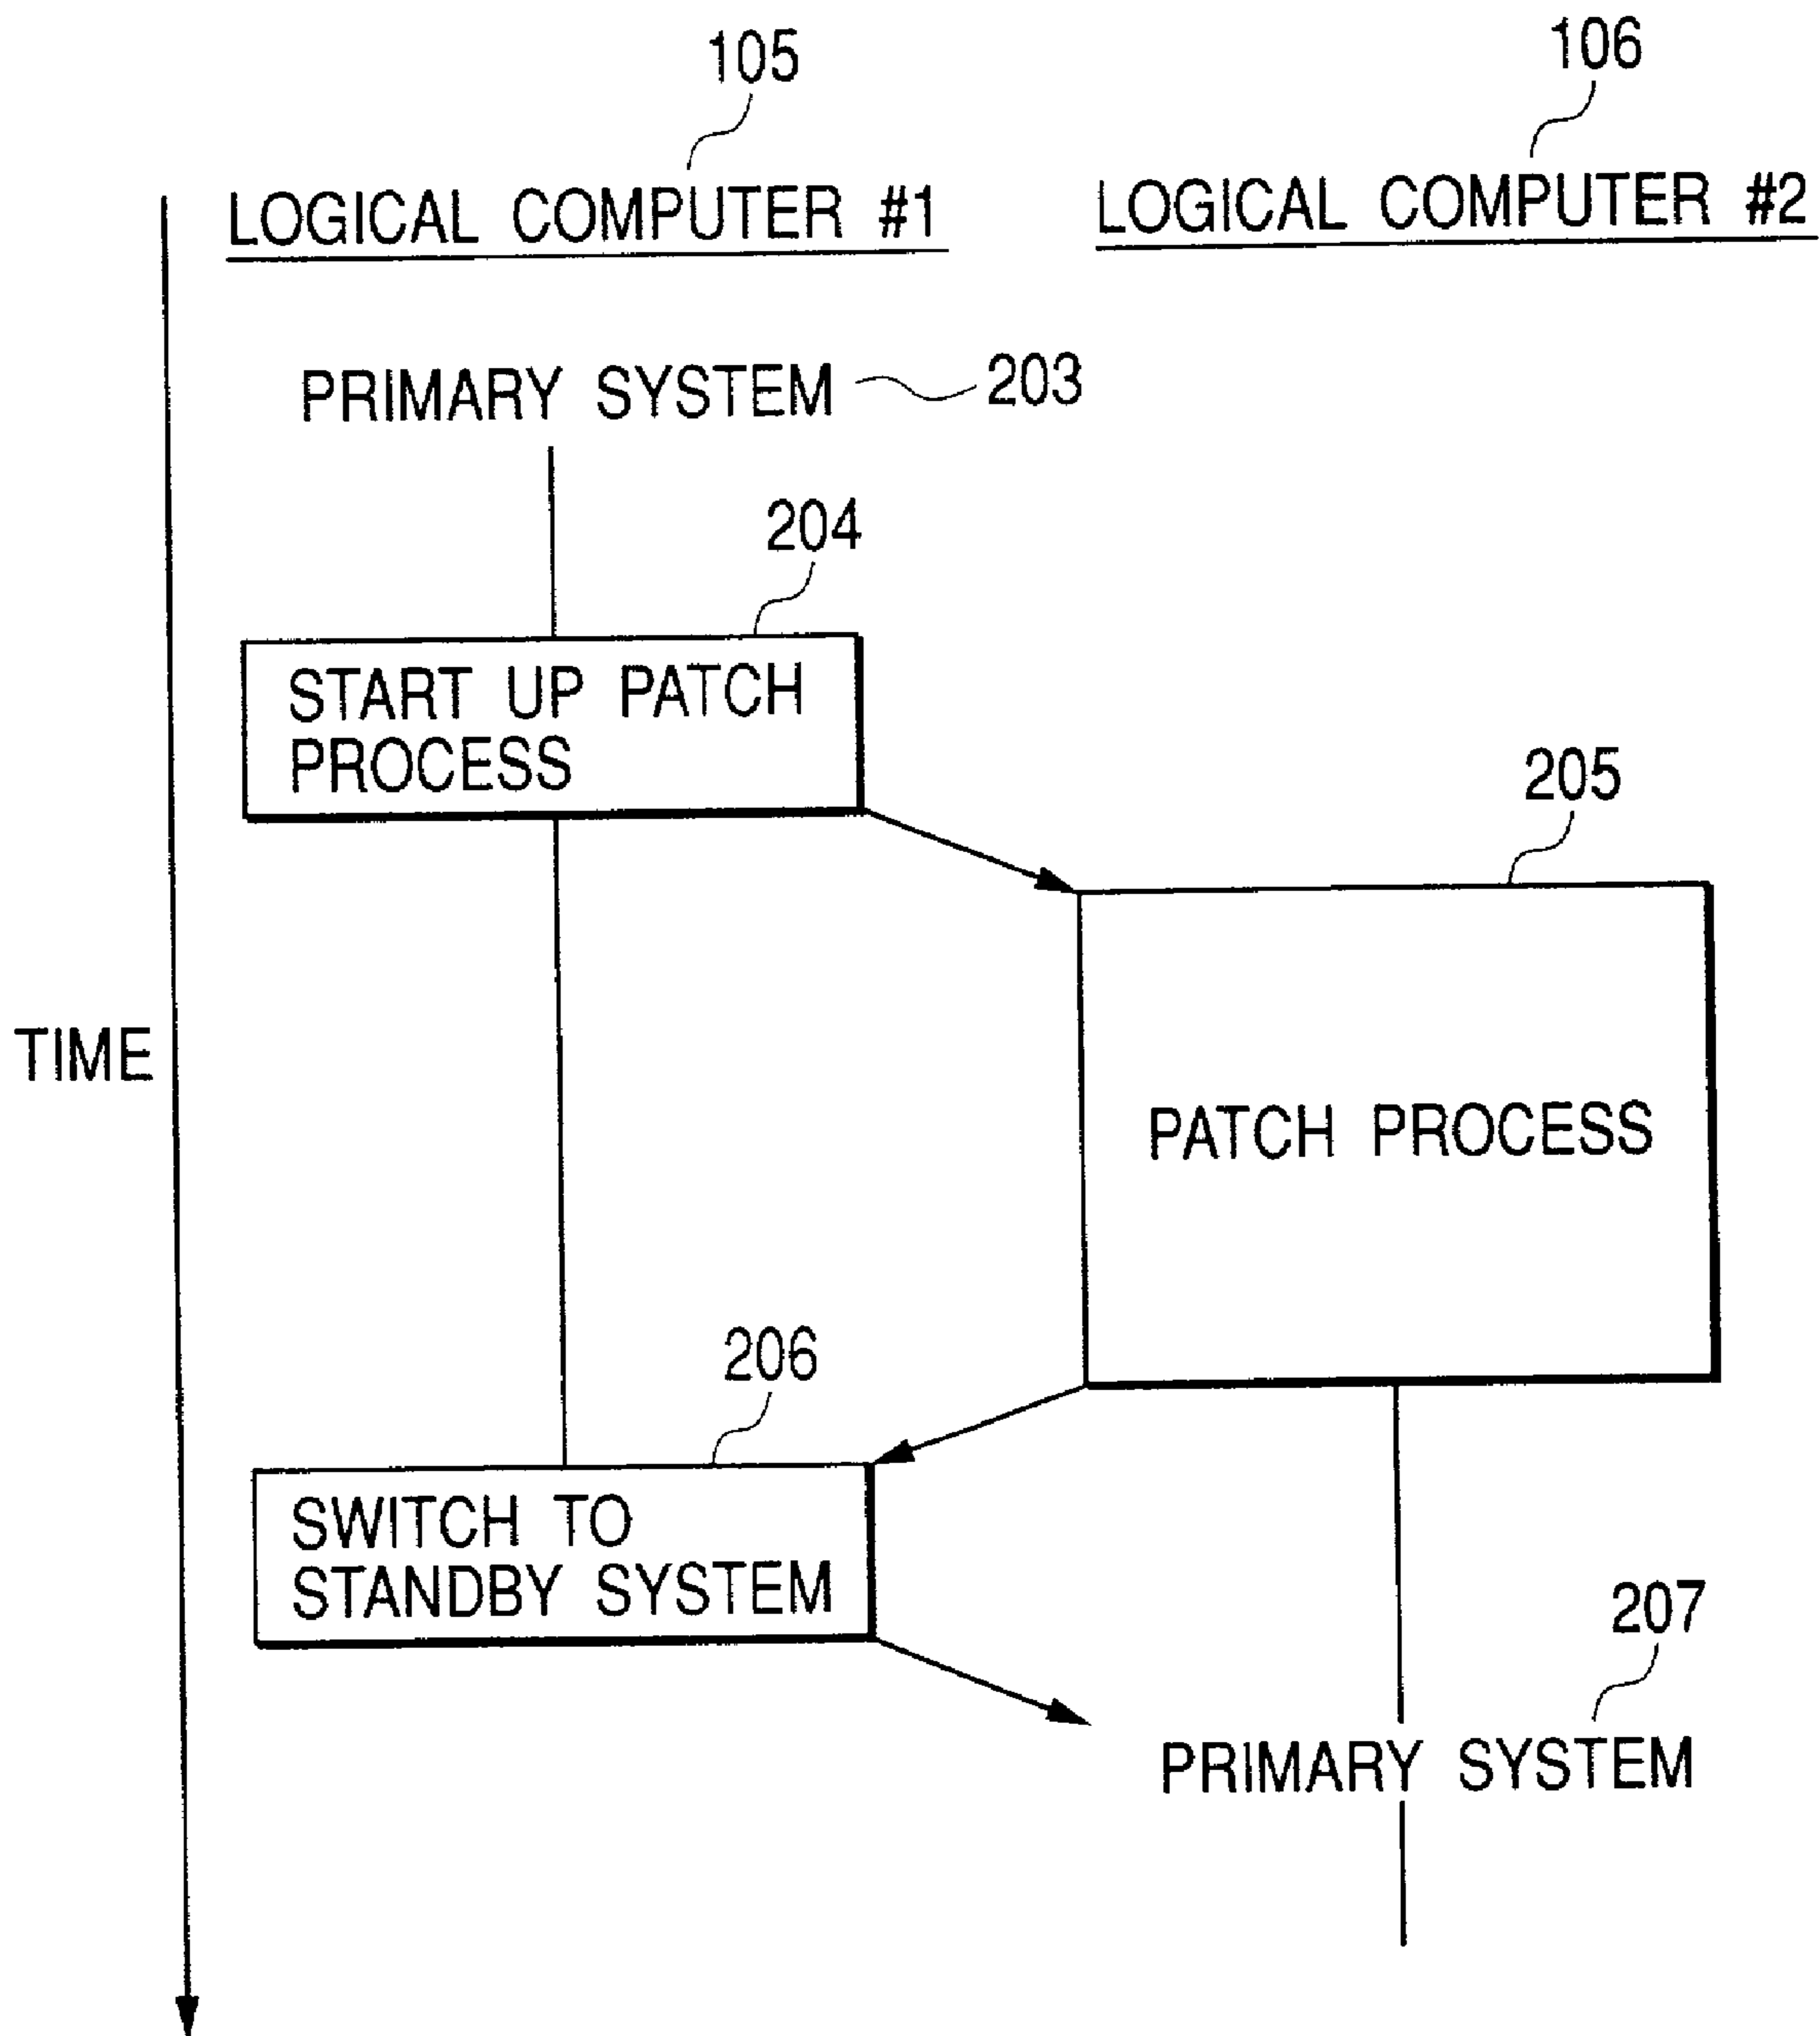 105
106
LOGICAL COMPUTER #1
LOGICAL COMPUTER #2
PRIMARY SYSTEM
203
204
START UP PATCH
PROCESS
205
TIME
PATCH PROCESS
206
SWITCH TO
STANDBY SYSTEM
207
PRIMARY SYSTEM